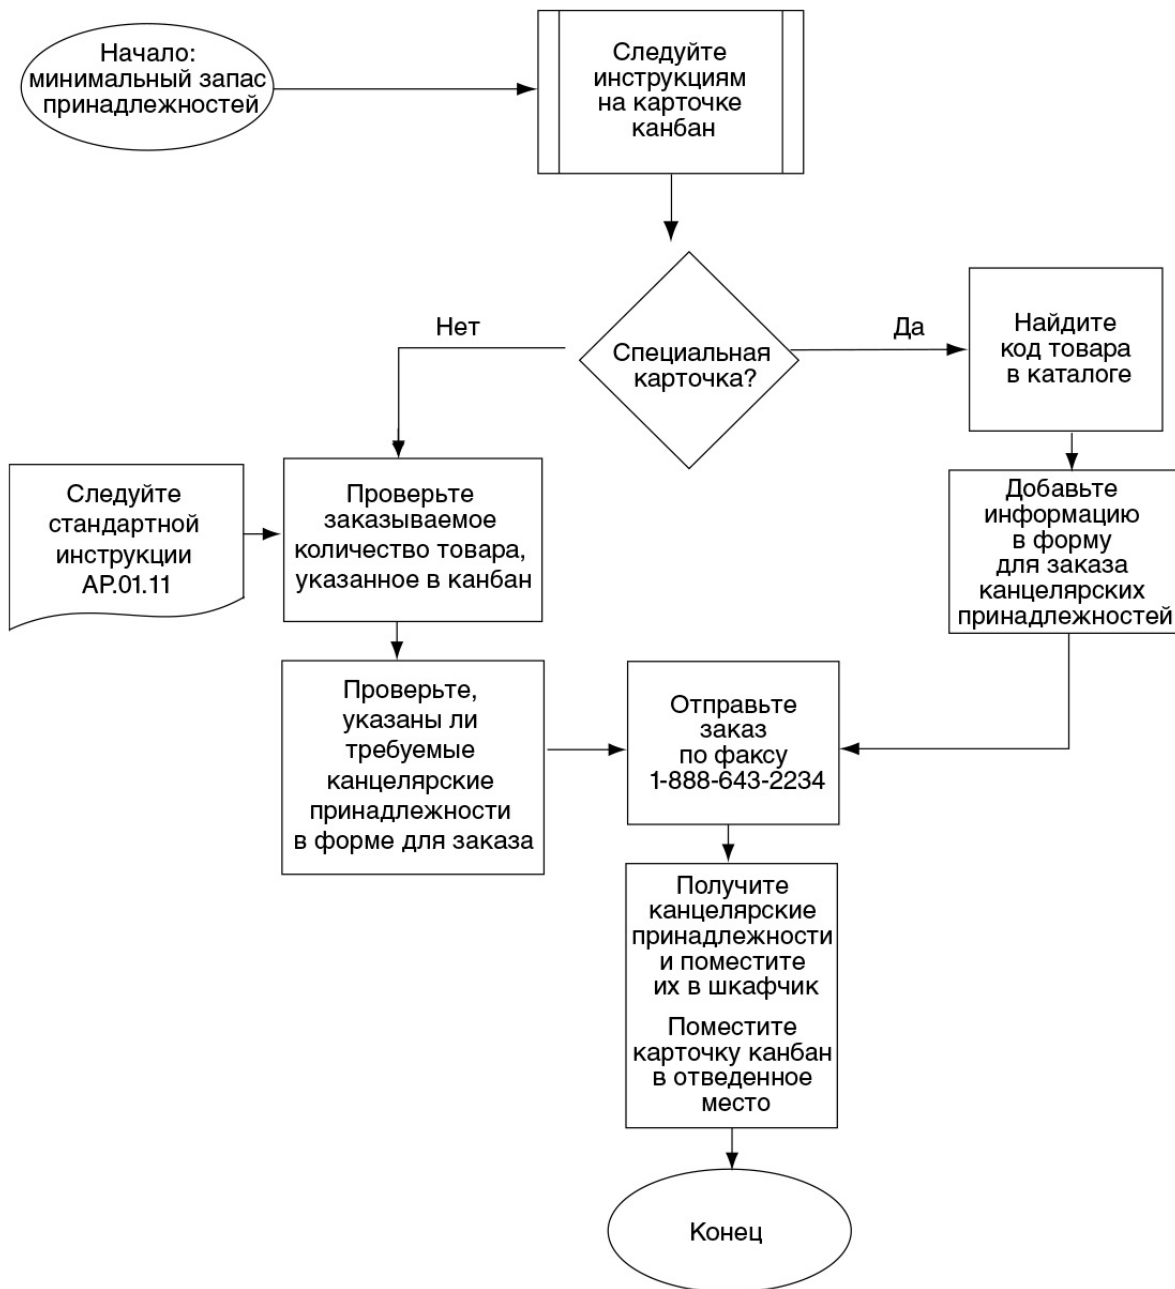 Начало:
минимальный запас
принадлежностей
Следуйте
инструкциям
на карточке
канбан
Нет
Специальная
карточка?
Да
Найдите
код товара
в каталоге
Следуйте
стандартной
инструкции
АР.01.11
Проверьте
заказываемое
количество товара,
указанное в канбан
Добавьте
информацию
в форму
для заказа
канцелярских
принадлежностей
Проверьте,
указаны ли
требуемые
канцелярские
принадлежности
в форме для заказа
Отправьте
заказ
по факсу
1-888-643-2234
Получите
канцелярские
принадлежности
и поместите
их в шкафчик
Поместите
карточку канбан
в отведенное
место
Конец